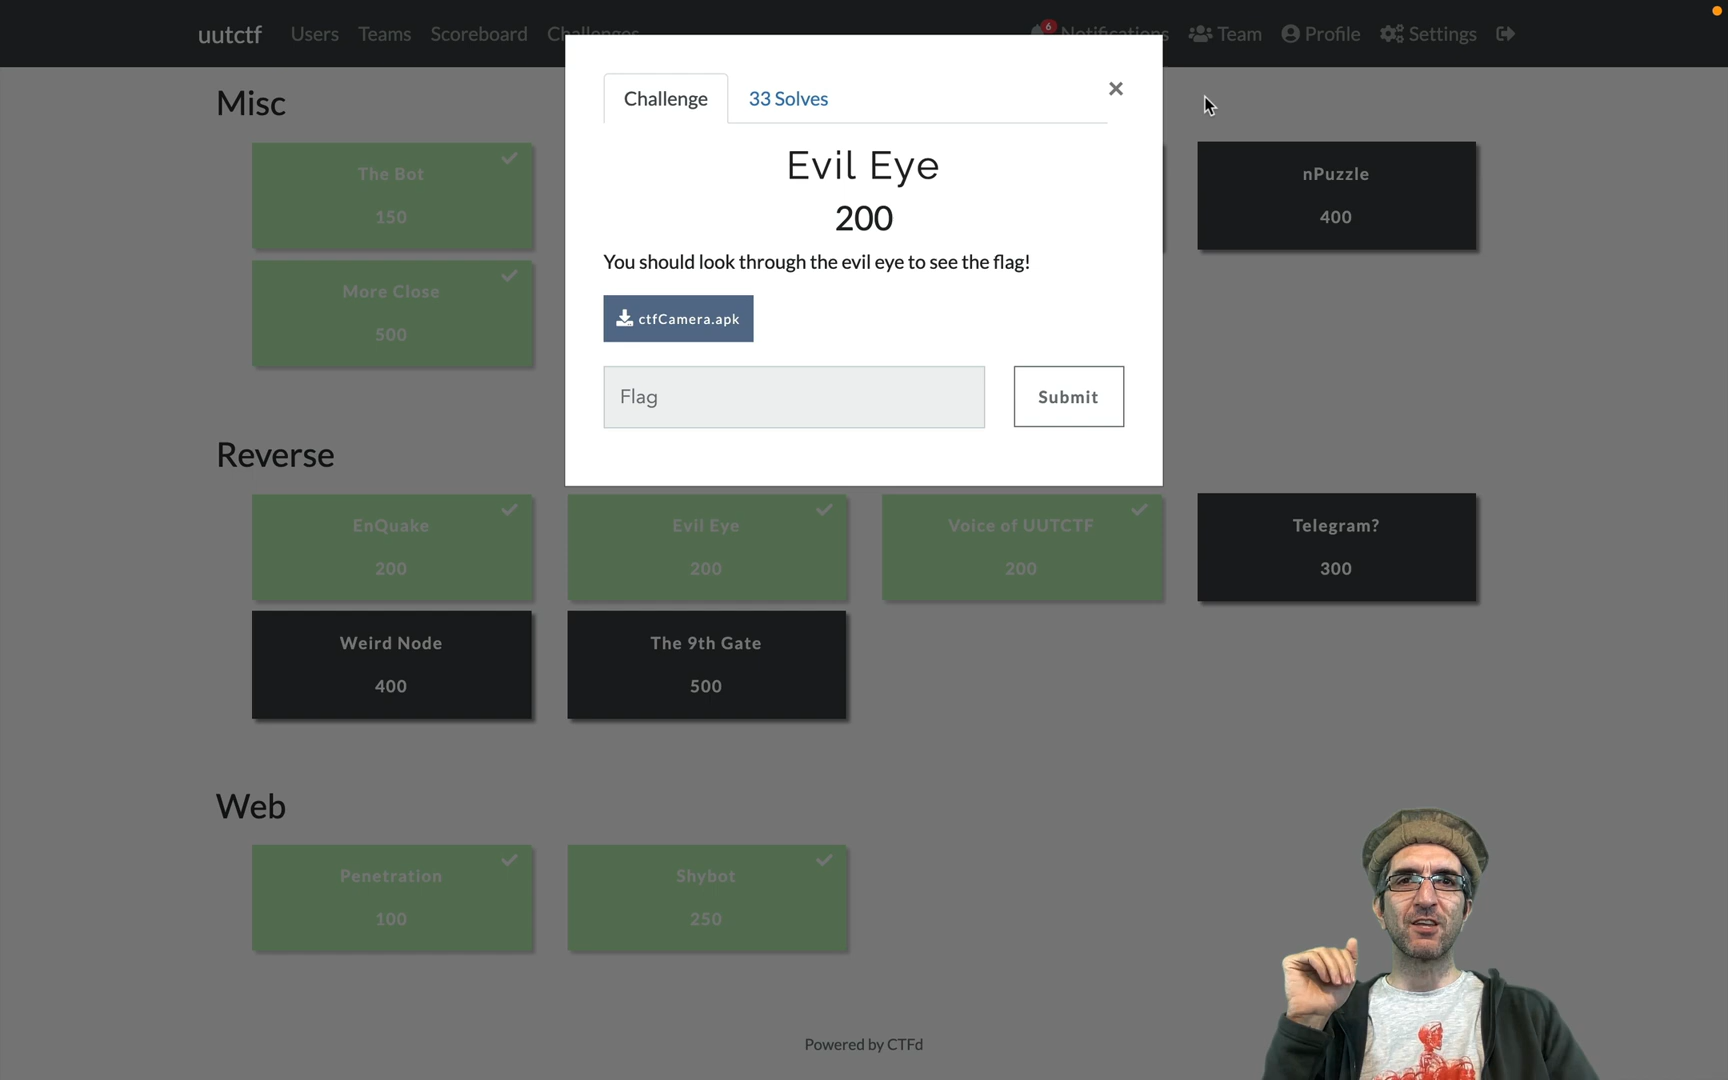 uutctf Users Teams Scoreboard Challenges 6 Notifications Team Profile Settings
Challenge 33 Solves ×
Evil Eye
200
You should look through the evil eye to see the flag!
ctfCamera.apk
Flag Submit
Misc
The Bot
150
nPuzzle
400
More Close
500
Reverse
EnQuake
200
Evil Eye
200
Voice of UUTCTF
200
Telegram?
300
Weird Node
400
The 9th Gate
500
Web
Penetration
100
Shybot
250
Powered by CTFd